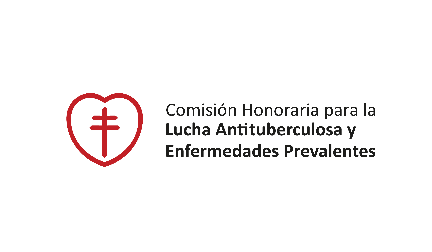 Comisión Honoraria para la
Lucha Antituberculosa y
Enfermedades Prevalentes